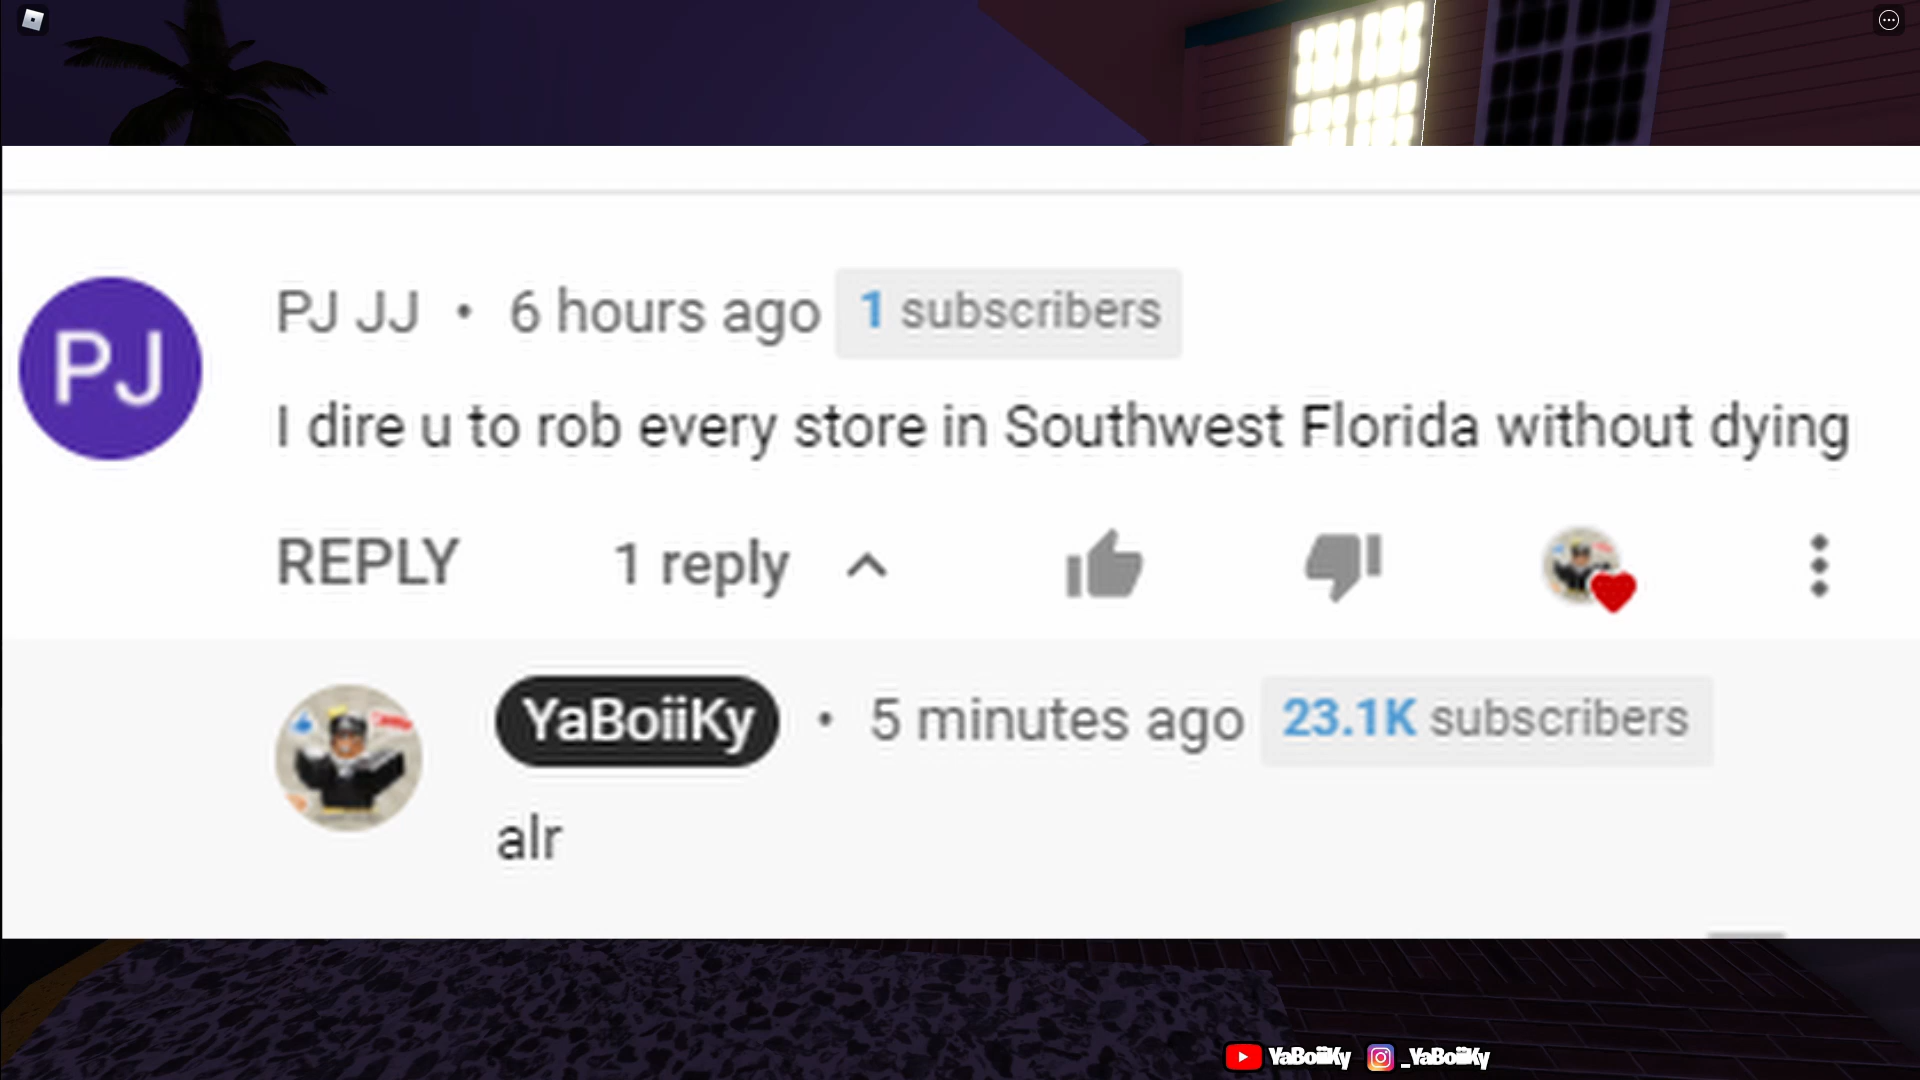 PJ
PJ JJ • 6 hours ago 1 subscribers
I dire u to rob every store in Southwest Florida without dying
REPLY 1 reply
YaBoiiKy • 5 minutes ago 23.1K subscribers
alr
YaBoiiKy _YaBoiiKy